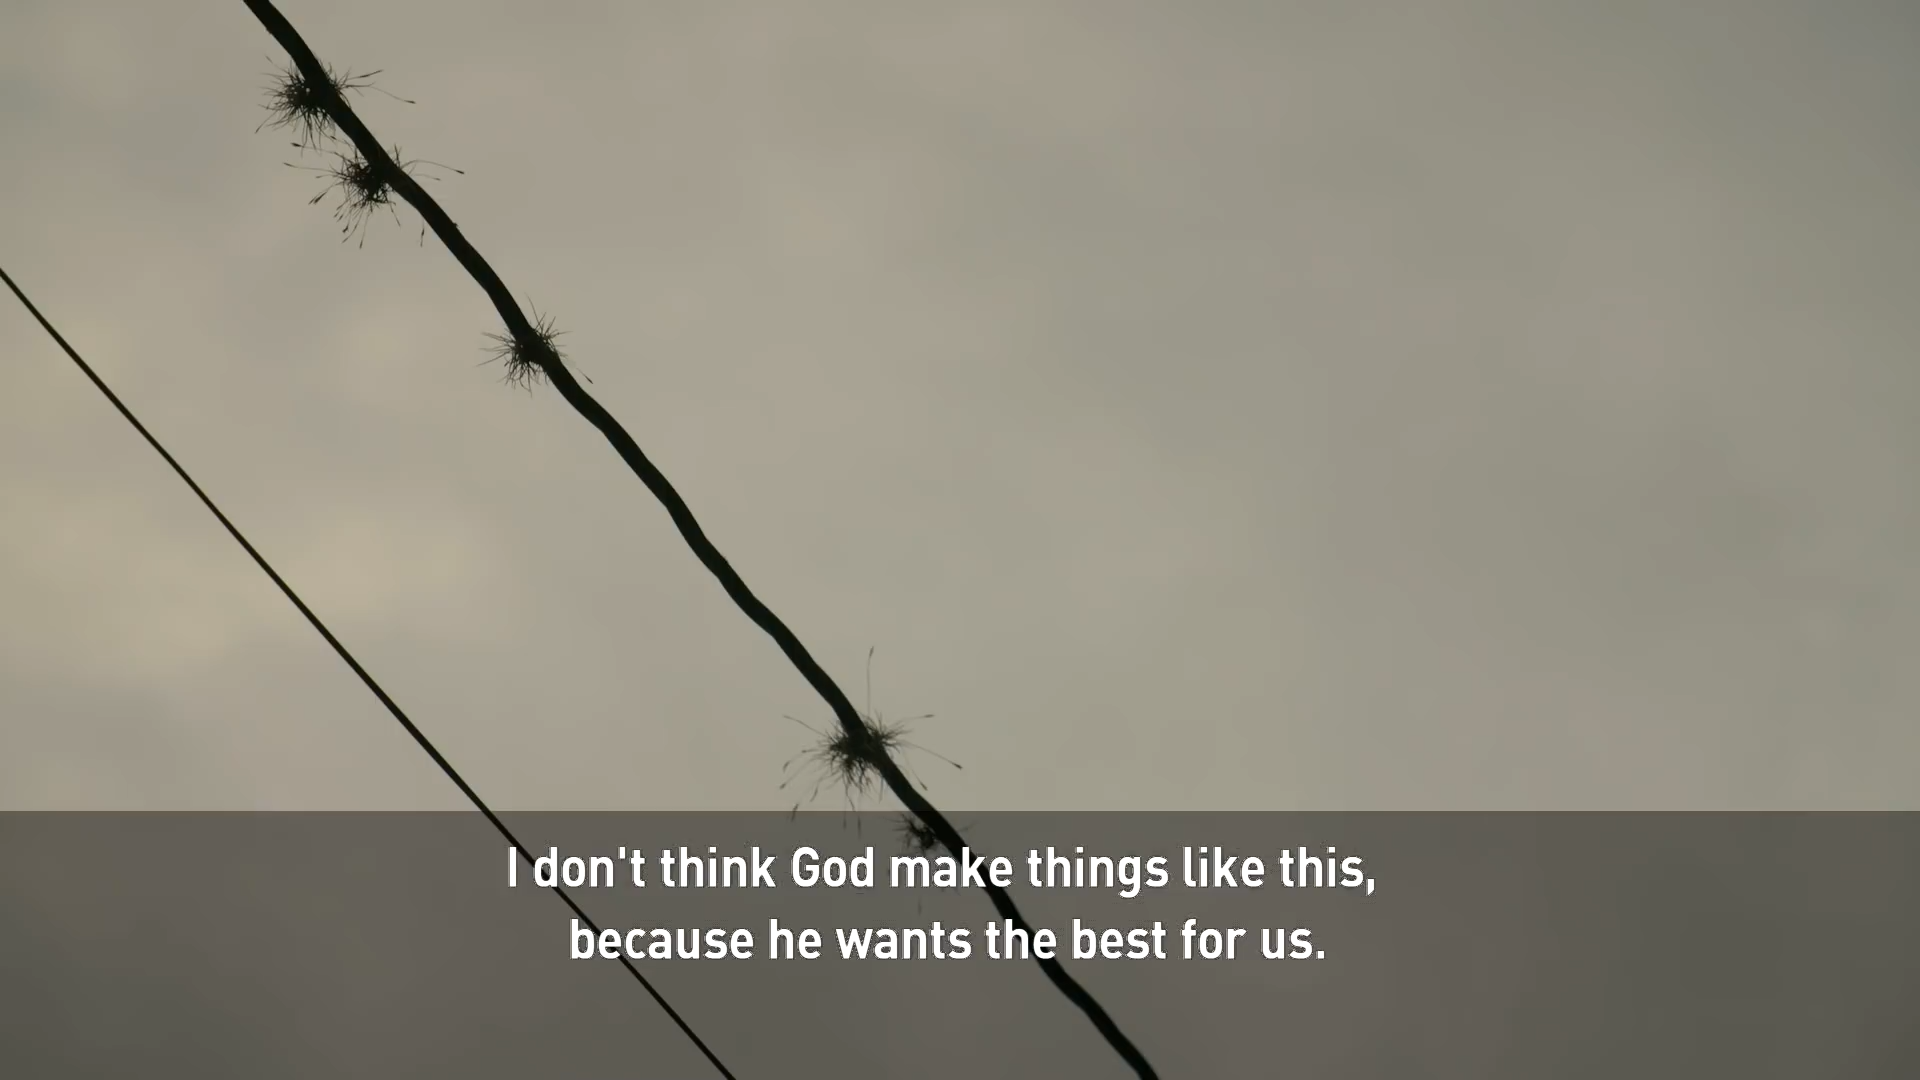 I don't think God make things like this,
because he wants the best for us.